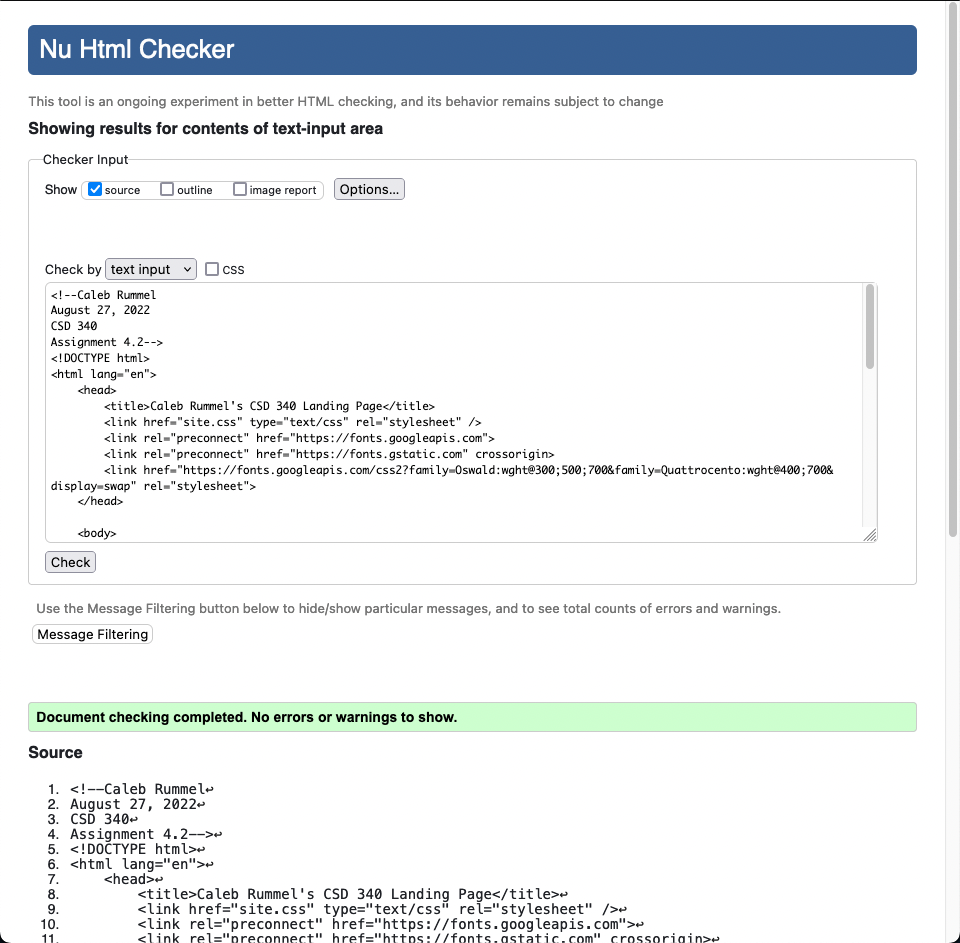 Nu Html Checker
This tool is an ongoing experiment in better HTML checking, and its behavior remains subject to change
Showing results for contents of text-input area
Checker Input
Show source outline image report Options...
Check by text input CSS
<!--Caleb Rummel
August 27, 2022
CSD 340
Assignment 4.2-->
<!DOCTYPE html>
<html lang="en">
<head>
<title>Caleb Rummel's CSD 340 Landing Page</title>
<link href="site.css" type="text/css" rel="stylesheet" />
<link rel="preconnect" href="https://fonts.googleapis.com">
<link rel="preconnect" href="https://fonts.gstatic.com" crossorigin>
<link href="https://fonts.googleapis.com/css2?family=Oswald:wght@300;500;700&family=Quattrocento:wght@400;700&
display=swap" rel="stylesheet">
</head>
<body>
Check
Use the Message Filtering button below to hide/show particular messages, and to see total counts of errors and warnings.
Message Filtering
Document checking completed. No errors or warnings to show.
Source
1. <!--Caleb Rummel↩
2. August 27, 2022↩
3. CSD 340↩
4. Assignment 4.2-->↩
5. <!DOCTYPE html>↩
6. <html lang="en">↩
7. <head>↩
8. <title>Caleb Rummel's CSD 340 Landing Page</title>↩
9. <link href="site.css" type="text/css" rel="stylesheet" />↩
10. <link rel="preconnect" href="https://fonts.googleapis.com">↩
11. <link rel="preconnect" href="https://fonts.gstatic.com" crossorigin>↩